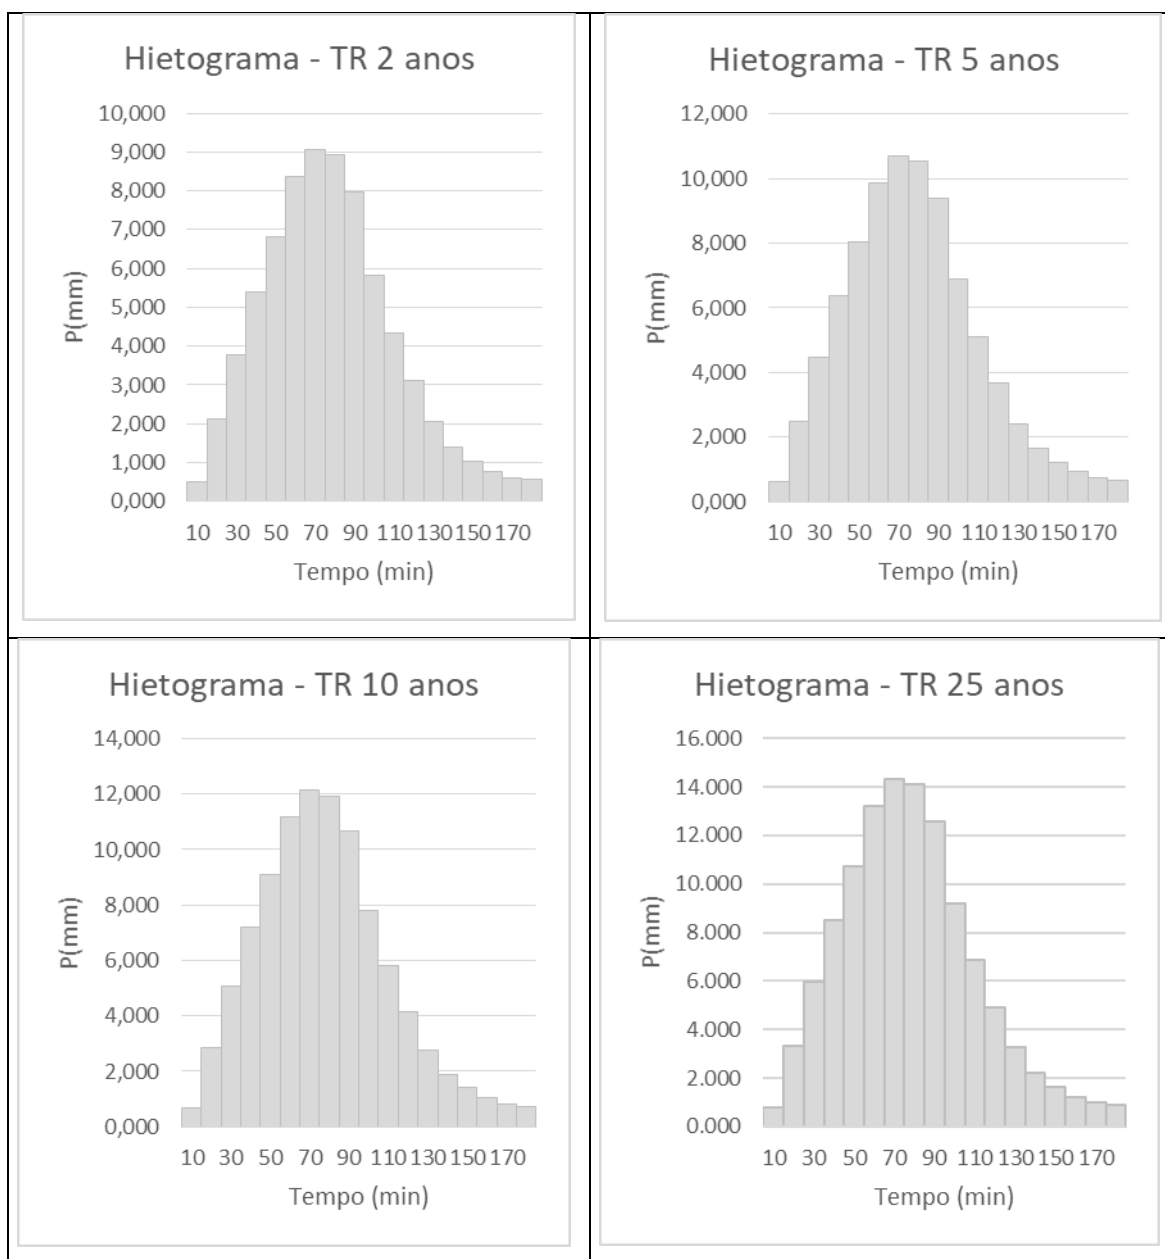 Hietograma - TR 2 anos
10,000
9,000
8,000
7,000
6,000
5,000
4,000
3,000
2,000
1,000
0,000
P(mm)
10 30 50 70 90 110 130 150 170
Tempo (min)
Hietograma - TR 5 anos
12,000
10,000
8,000
6,000
4,000
2,000
0,000
P(mm)
10 30 50 70 90 110 130 150 170
Tempo (min)
Hietograma - TR 10 anos
14,000
12,000
10,000
8,000
6,000
4,000
2,000
0,000
P(mm)
10 30 50 70 90 110 130 150 170
Tempo (min)
Hietograma - TR 25 anos
16.000
14.000
12.000
10.000
8.000
6.000
4.000
2.000
0.000
P(mm)
10 30 50 70 90 110 130 150 170
Tempo (min)